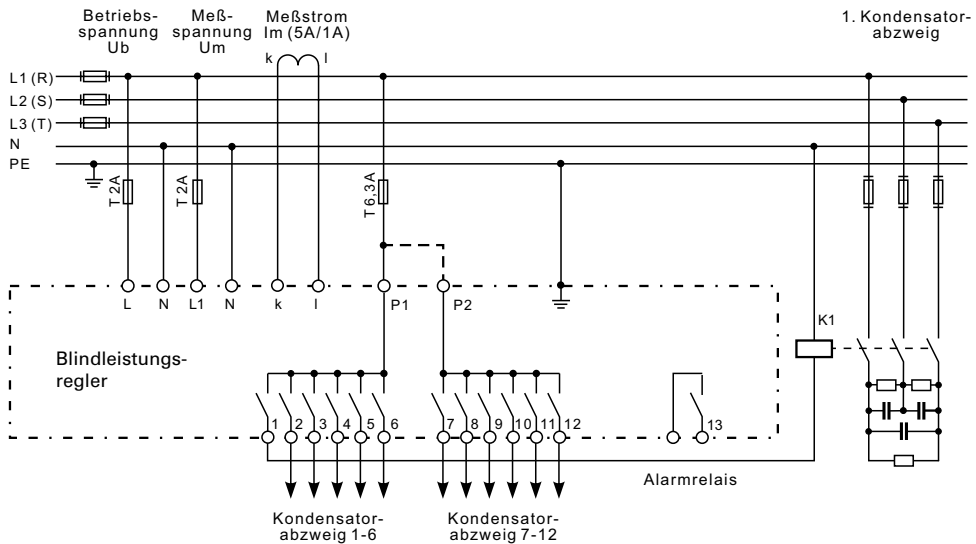 Betriebs-
spannung
Ub
Meß-
spannung
Um
Meßstrom
Im (5A/1A)
k l
1. Kondensator-
abzweig
L1 (R)
L2 (S)
L3 (T)
N
PE
T 2A
T 2A
T 6,3 A
L N L1 N k l P1 P2
K1
Blindleistungs-
regler
1 2 3 4 5 6 7 8 9 10 11 12 13
Alarmrelais
Kondensator-
abzweig 1-6
Kondensator-
abzweig 7-12